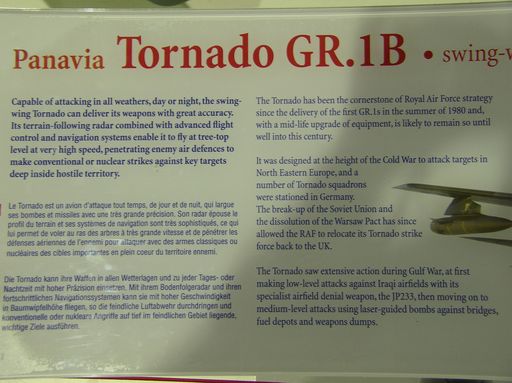 Panavia Tornado GR.1B • swing-w
Capable of attacking in all weathers, day or night, the swing-
wing Tornado can deliver its weapons with great accuracy.
Its terrain-following radar combined with advanced flight
control and navigation systems enable it to fly at tree-top
level at very high speed, penetrating enemy air defences to
make conventional or nuclear strikes against key targets
deep inside hostile territory.
Le Tornado est un avion d'attaque tout temps, de jour et de nuit, qui largue
ses bombes et missiles avec une très grande précision. Son radar épouse le
profil du terrain et ses systèmes de navigation sont très sophistiqués, ce qui
lui permet de voler au ras des arbres à très grande vitesse et de pénétrer les
défenses aériennes de l'ennemi pour attaquer avec des armes classiques ou
nucléaires des cibles importantes en plein coeur du territoire ennemi.
Die Tornado kann ihre Waffen in allen Wetterlagen und zu jeder Tages- oder
Nachtzeit mit hoher Präzision einsetzen. Mit ihrem Bodenfolgeradar und ihren
fortschrittlichen Navigationssystemen kann sie mit hoher Geschwindigkeit
in Baumwipfelhöhe fliegen, so die feindliche Luftabwehr durchdringen und
konventionelle oder nukleare Angriffe auf tief im feindlichen Gebiet liegende,
wichtige Ziele ausführen.
The Tornado has been the cornerstone of Royal Air Force strategy
since the delivery of the first GR.1s in the summer of 1980 and,
with a mid-life upgrade of equipment, is likely to remain so until
well into this century.
It was designed at the height of the Cold War to attack targets in
North Eastern Europe, and a
number of Tornado squadrons
were stationed in Germany.
The break-up of the Soviet Union and
the dissolution of the Warsaw Pact has since
allowed the RAF to relocate its Tornado strike
force back to the UK.
The Tornado saw extensive action during Gulf War, at first
making low-level attacks against Iraqi airfields with its
specialist airfield denial weapon, the JP233, then moving on to
medium-level attacks using laser-guided bombs against bridges,
fuel depots and weapons dumps.